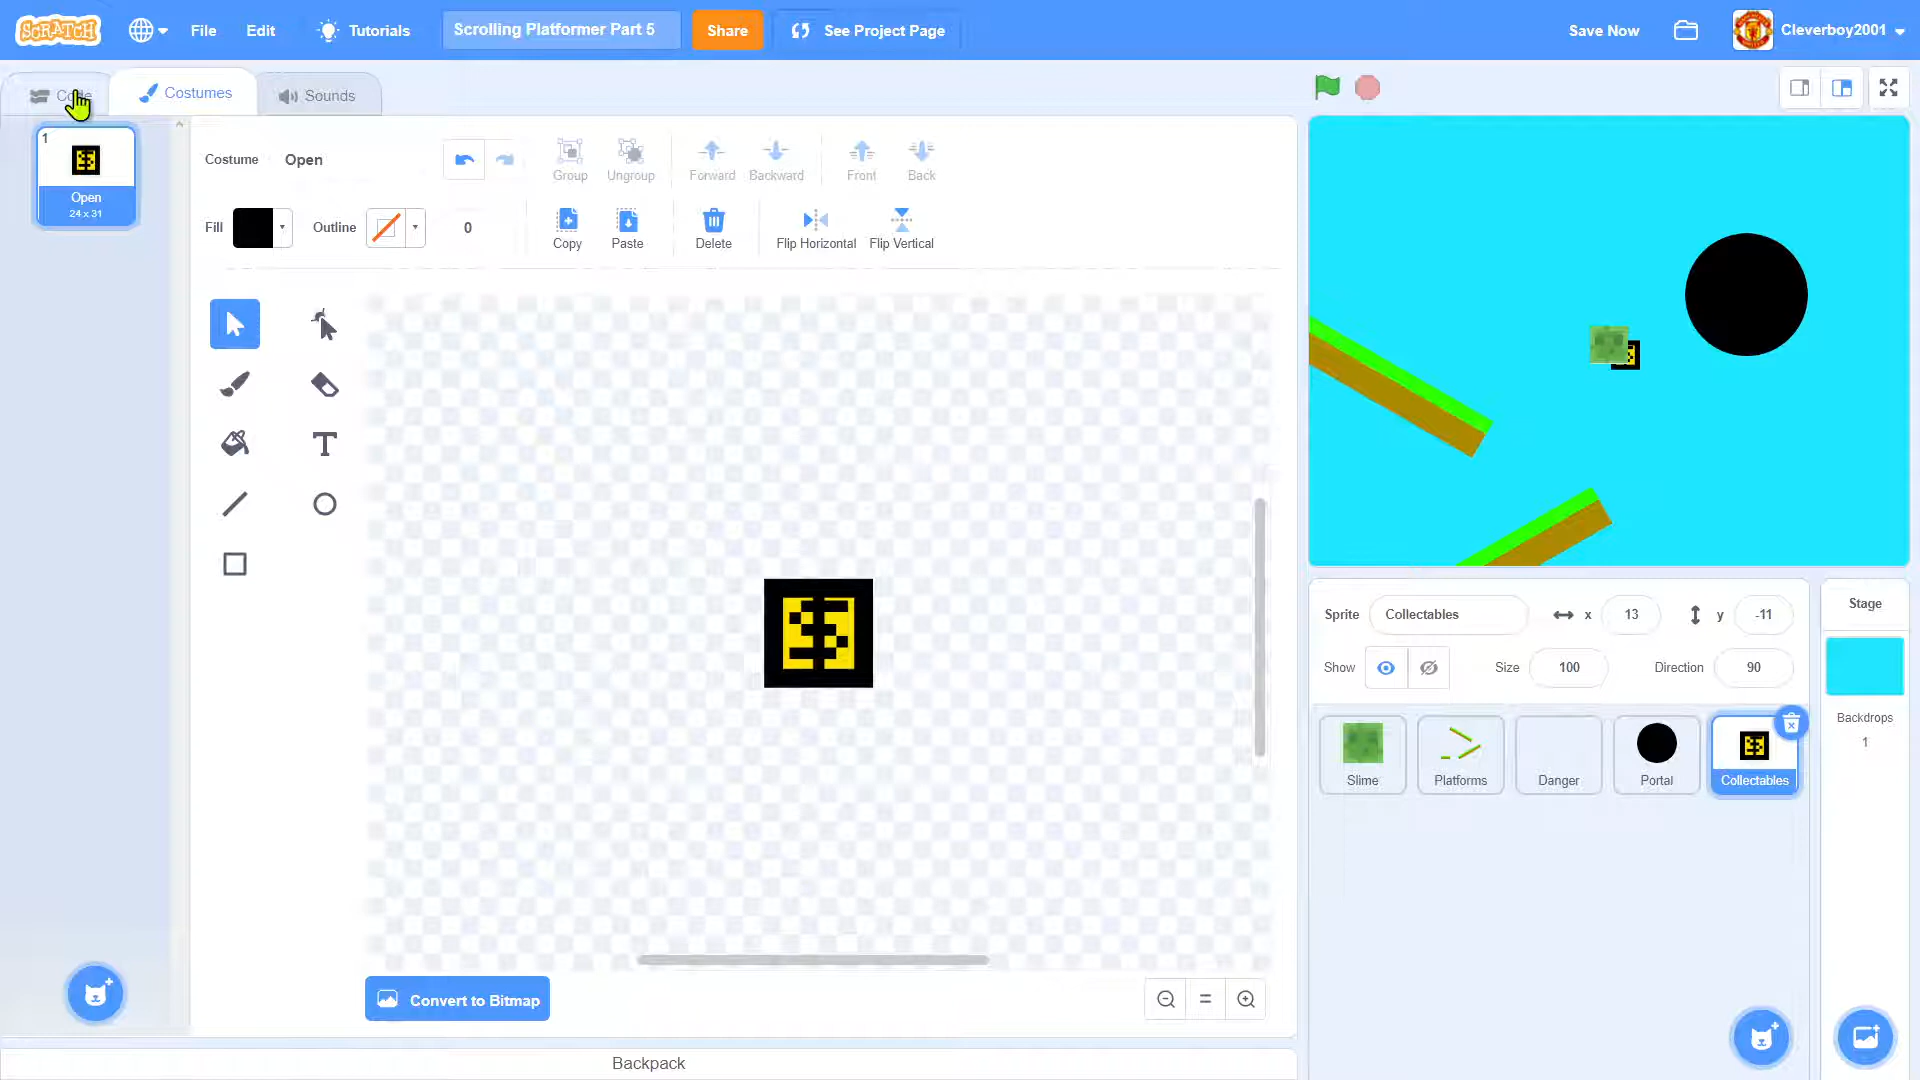 SCRATCH File Edit Tutorials Scrolling Platformer Part 5 Share See Project Page Save Now Cleverboy2001
Code Costumes Sounds
1
Open
24 x 31
Costume Open
Group Ungroup Forward Backward Front Back
Fill Outline 0
Copy Paste Delete Flip Horizontal Flip Vertical
T
Convert to Bitmap
Backpack
Sprite Collectables x 13 y -11
Show Size 100 Direction 90
Slime Platforms Danger Portal Collectables
Stage
Backdrops
1